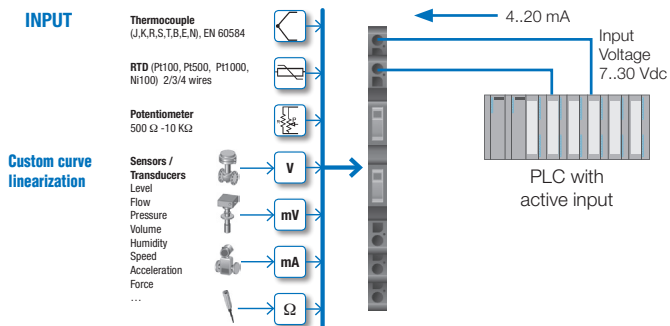 INPUT
Thermocouple
(J,K,R,S,T,B,E,N), EN 60584
RTD (Pt100, Pt500, Pt1000,
Ni100) 2/3/4 wires
Potentiometer
500 Ω -10 KΩ
Custom curve
linearization
Sensors /
Transducers
Level
Flow
Pressure
Volume
Humidity
Speed
Acceleration
Force
...
V
mV
mA
Ω
4..20 mA
Input
Voltage
7..30 Vdc
PLC with
active input